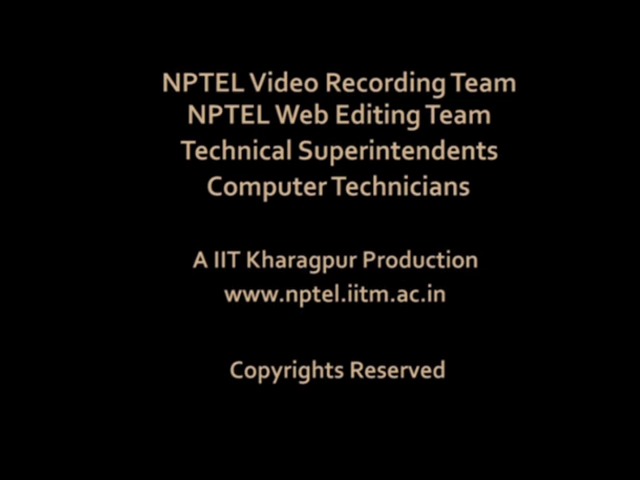 NPTEL Video Recording Team
NPTEL Web Editing Team
Technical Superintendents
Computer Technicians
A IIT Kharagpur Production
www.nptel.iitm.ac.in
Copyrights Reserved